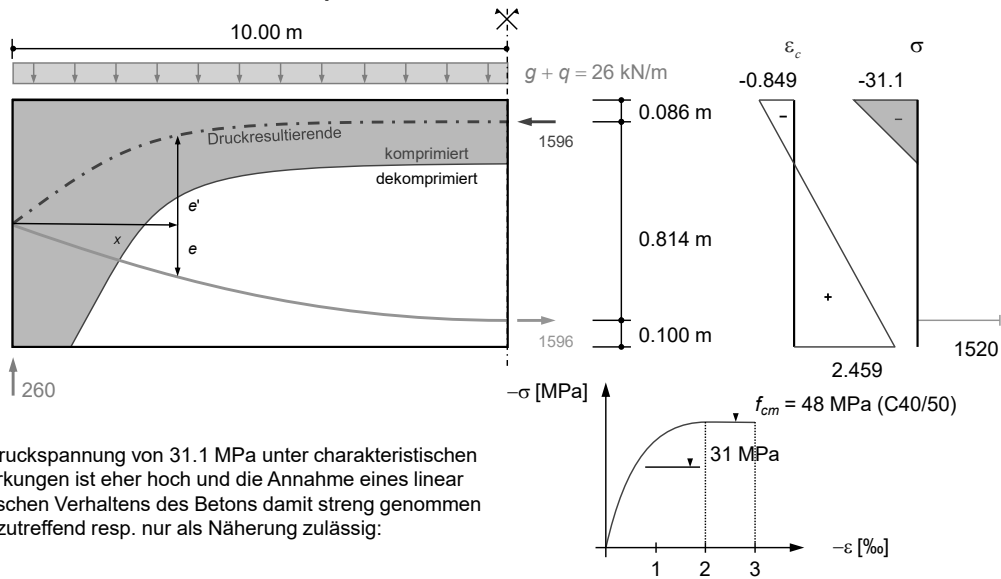 10.00 m
g + q = 26 kN/m
Druckresultierende
komprimiert
dekomprimiert
x
e'
e
260
1596
1596
0.086 m
0.814 m
0.100 m
εc
-0.849
–
+
2.459
σ
-31.1
–
1520
ruckspannung von 31.1 MPa unter charakteristischen
rkungen ist eher hoch und die Annahme eines linear
schen Verhaltens des Betons damit streng genommen
zutreffend resp. nur als Näherung zulässig:
–σ [MPa]
fcm = 48 MPa (C40/50)
31 MPa
–ε [‰]
1 2 3